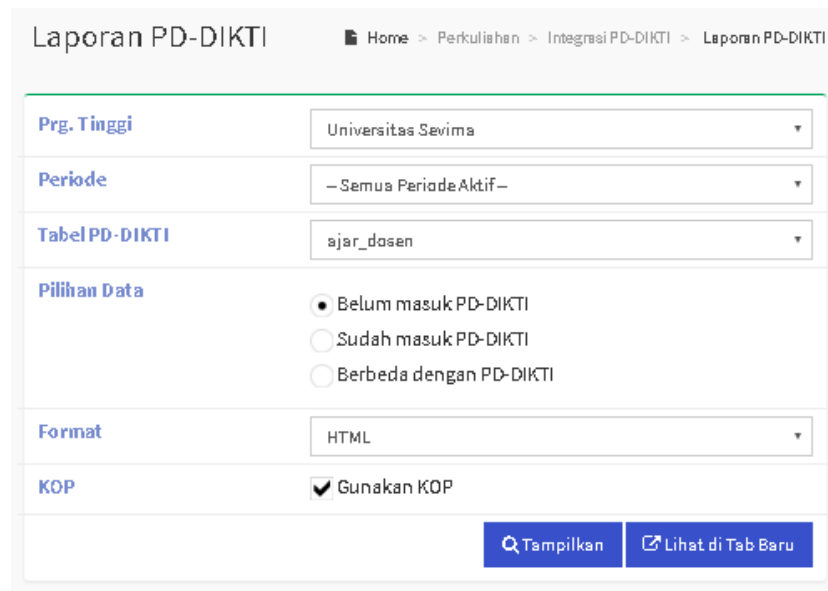 Laporan PD-DIKTI
Home > Perkuliahan > Integrasi PD-DIKTI > Laporan PD-DIKTI
Prg. Tinggi
Universitas Sevima
Periode
-- Semua Periode Aktif --
Tabel PD-DIKTI
ajar_dosen
Pilihan Data
Belum masuk PD-DIKTI
Sudah masuk PD-DIKTI
Berbeda dengan PD-DIKTI
Format
HTML
KOP
Gunakan KOP
Tampilkan
Lihat di Tab Baru